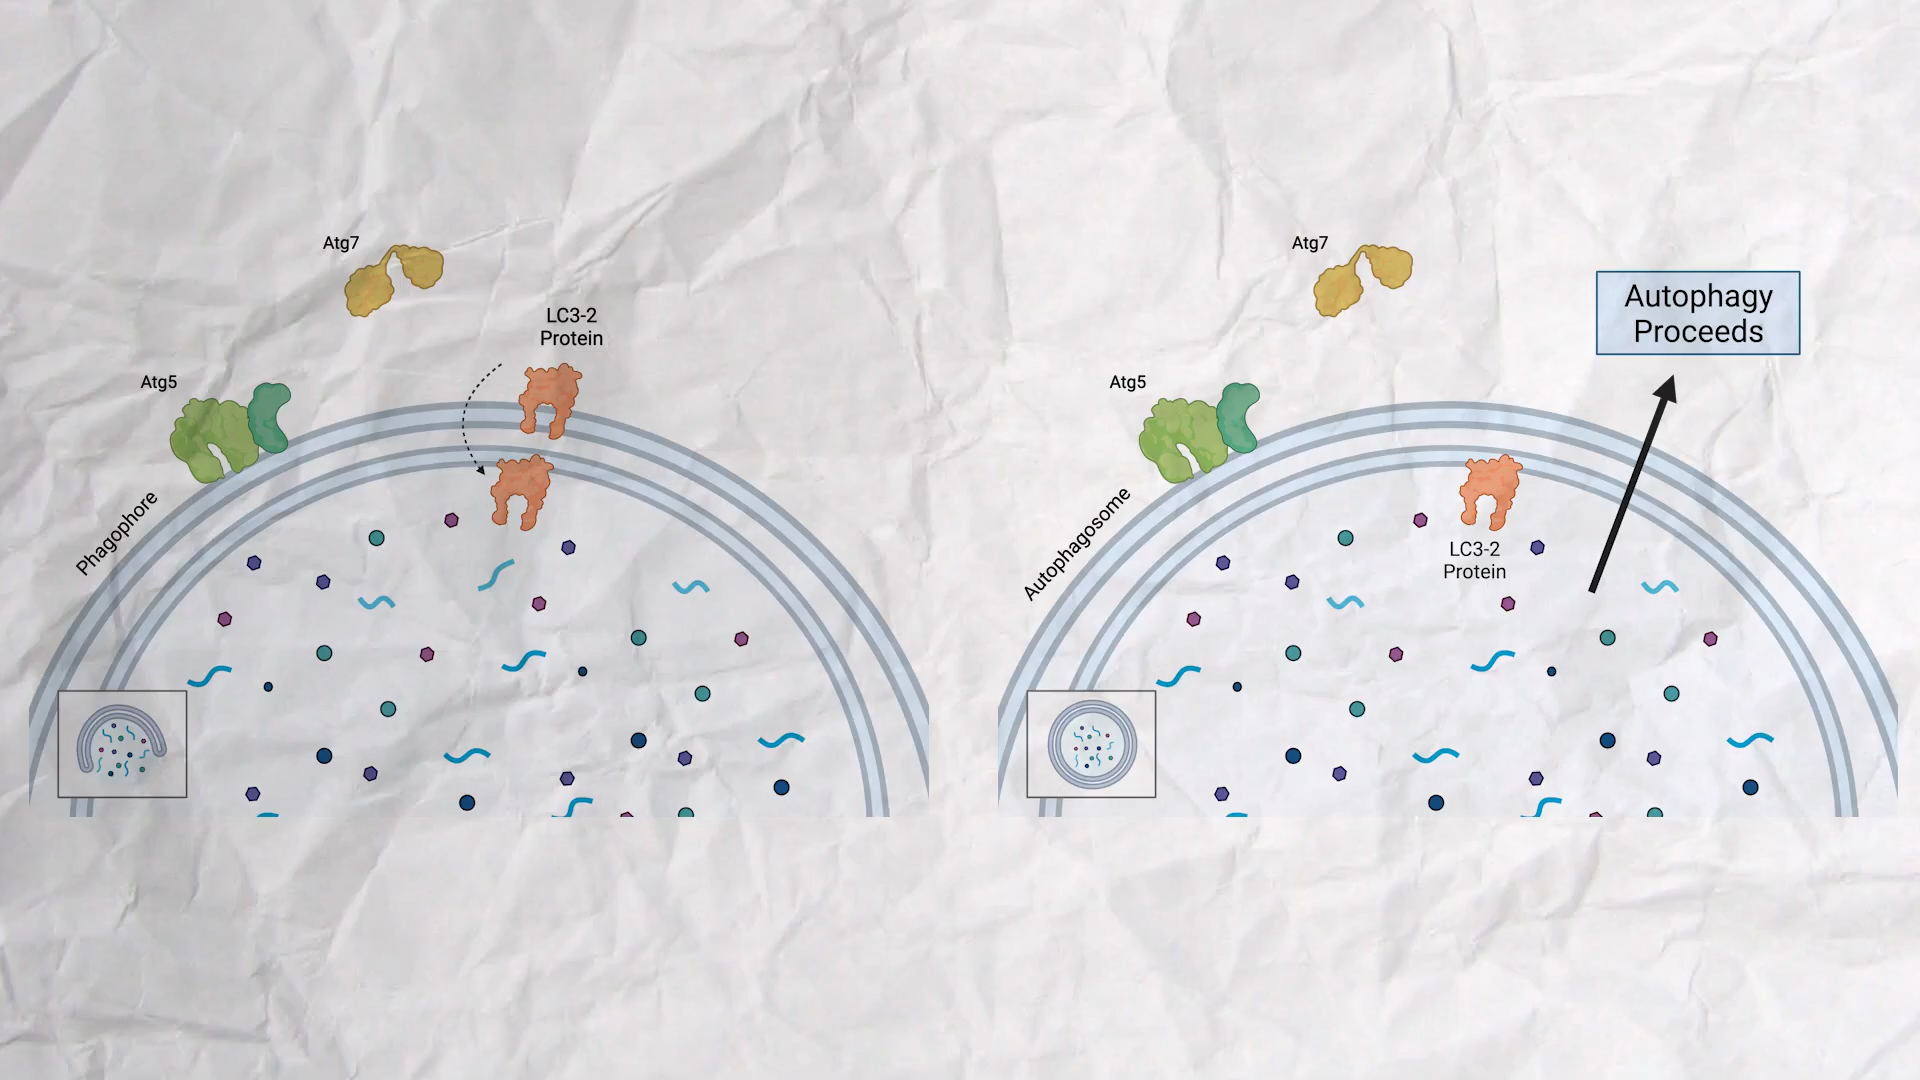 Atg7
LC3-2
Protein
Atg5
Phagophore
Atg7
Autophagy
Proceeds
Atg5
Autophagosome
LC3-2
Protein